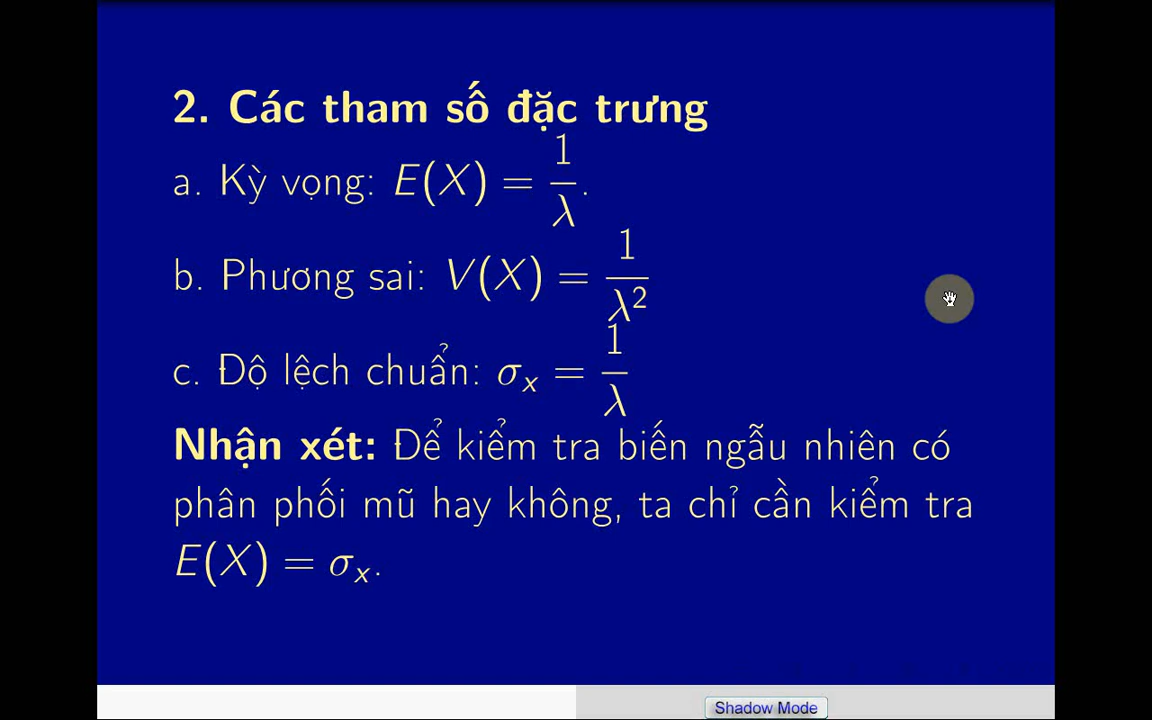 2. Các tham số đặc trưng
a. Kỳ vọng: E(X) = 1/λ.
b. Phương sai: V(X) = 1/λ²
c. Độ lệch chuẩn: σₓ = 1/λ
Nhận xét: Để kiểm tra biến ngẫu nhiên có
phân phối mũ hay không, ta chỉ cần kiểm tra
E(X) = σₓ.
Shadow Mode